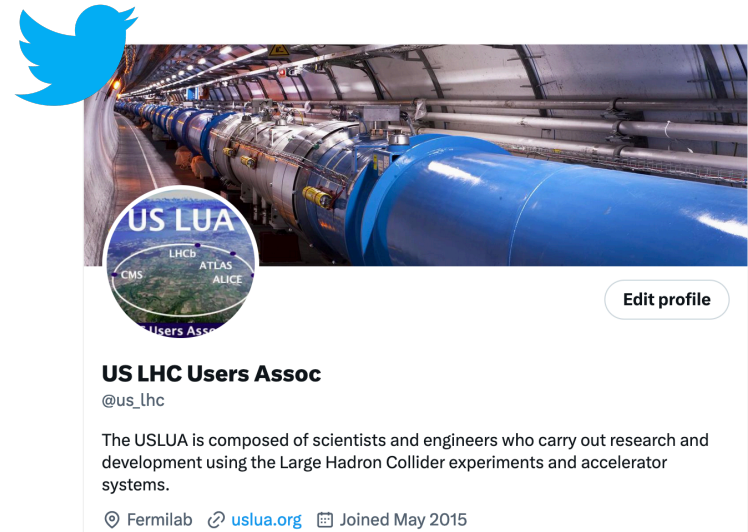 US LUA
LHCb
ATLAS
CMS
ALICE
Users Asso
Edit profile
US LHC Users Assoc
@us_lhc
The USLUA is composed of scientists and engineers who carry out research and
development using the Large Hadron Collider experiments and accelerator
systems.
Fermilab uslua.org Joined May 2015